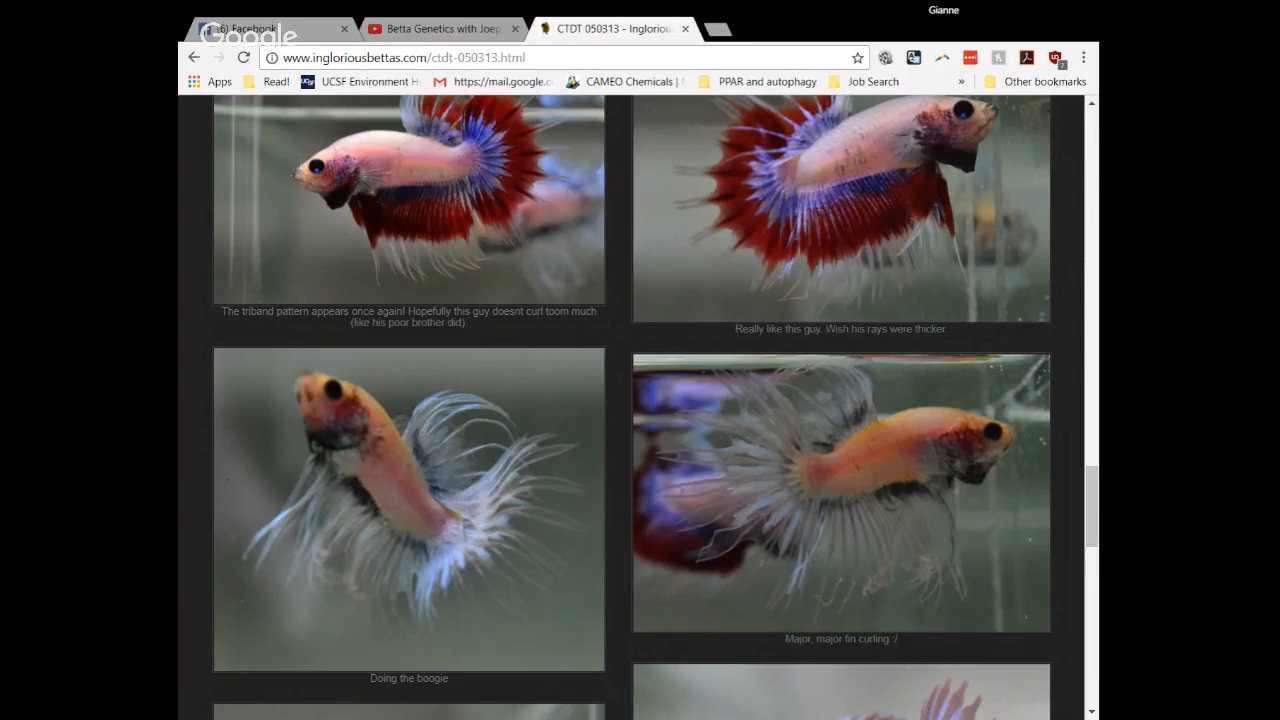 Gianne
(6) Facebook
Google
Betta Genetics with Joep
CTDT 050313 - Ingloriou
www.ingloriousbettas.com/ctdt-050313.html
Apps
Read!
UCSF Environment H
https://mail.google.c
CAMEO Chemicals |
PPAR and autophagy
Job Search
»
Other bookmarks
The triband pattern appears once again! Hopefully this guy doesnt curl toom much
(like his poor brother did)
Really like this guy. Wish his rays were thicker.
Major, major fin curling :/
Doing the boogie